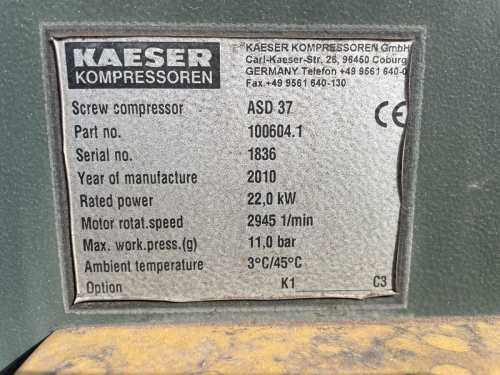 KAESER
KOMPRESSOREN
KAESER KOMPRESSOREN GmbH
Carl-Kaeser-Str. 26, 96450 Coburg
GERMANY Telefon +49 9561 640-0
Fax.+49 9561 640-130
CE
Screw compressor ASD 37
Part no. 100604.1
Serial no. 1836
Year of manufacture 2010
Rated power 22,0 kW
Motor rotat.speed 2945 1/min
Max. work.press.(g) 11,0 bar
Ambient temperature 3°C/45°C
Option K1 C3